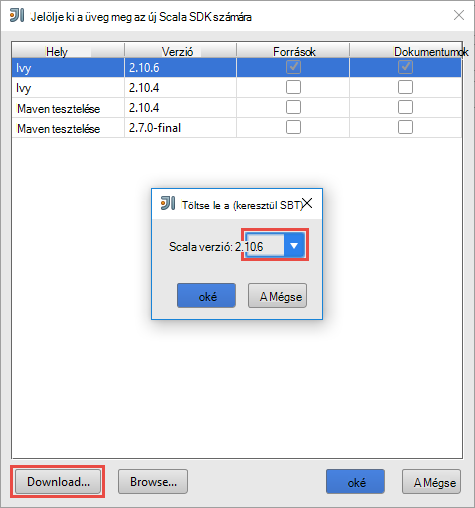 Jelölje ki a üveg meg az új Scala SDK számára
Hely Verzió Források Dokumentumok
Ivy 2.10.6
Ivy 2.10.4
Maven tesztelése 2.10.4
Maven tesztelése 2.7.0-final
Töltse le a (keresztül SBT)
Scala verzió: 2.10.6
oké A Mégse
Download... Browse... oké A Mégse